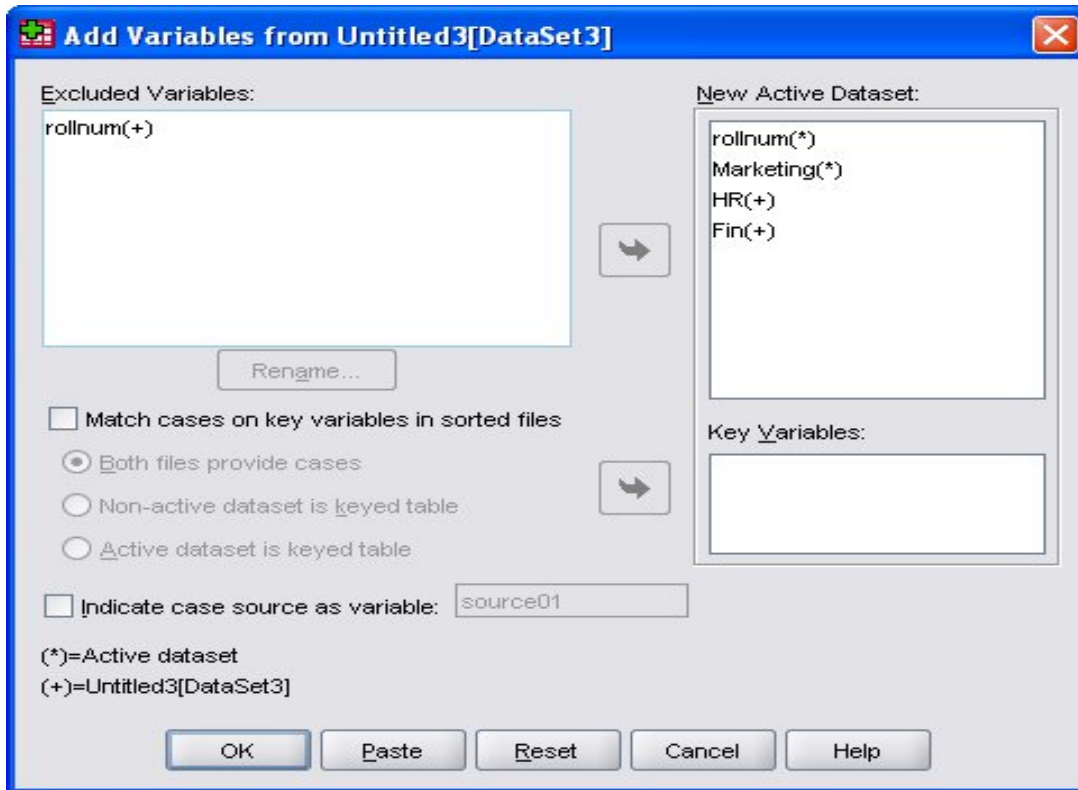 Add Variables from Untitled3[DataSet3]
Excluded Variables:
rollnum(+)
Rename...
Match cases on key variables in sorted files
Both files provide cases
Non-active dataset is keyed table
Active dataset is keyed table
Indicate case source as variable: source01
(*)=Active dataset
(+)=Untitled3[DataSet3]
New Active Dataset:
rollnum(*)
Marketing(*)
HR(+)
Fin(+)
Key Variables:
OK Paste Reset Cancel Help